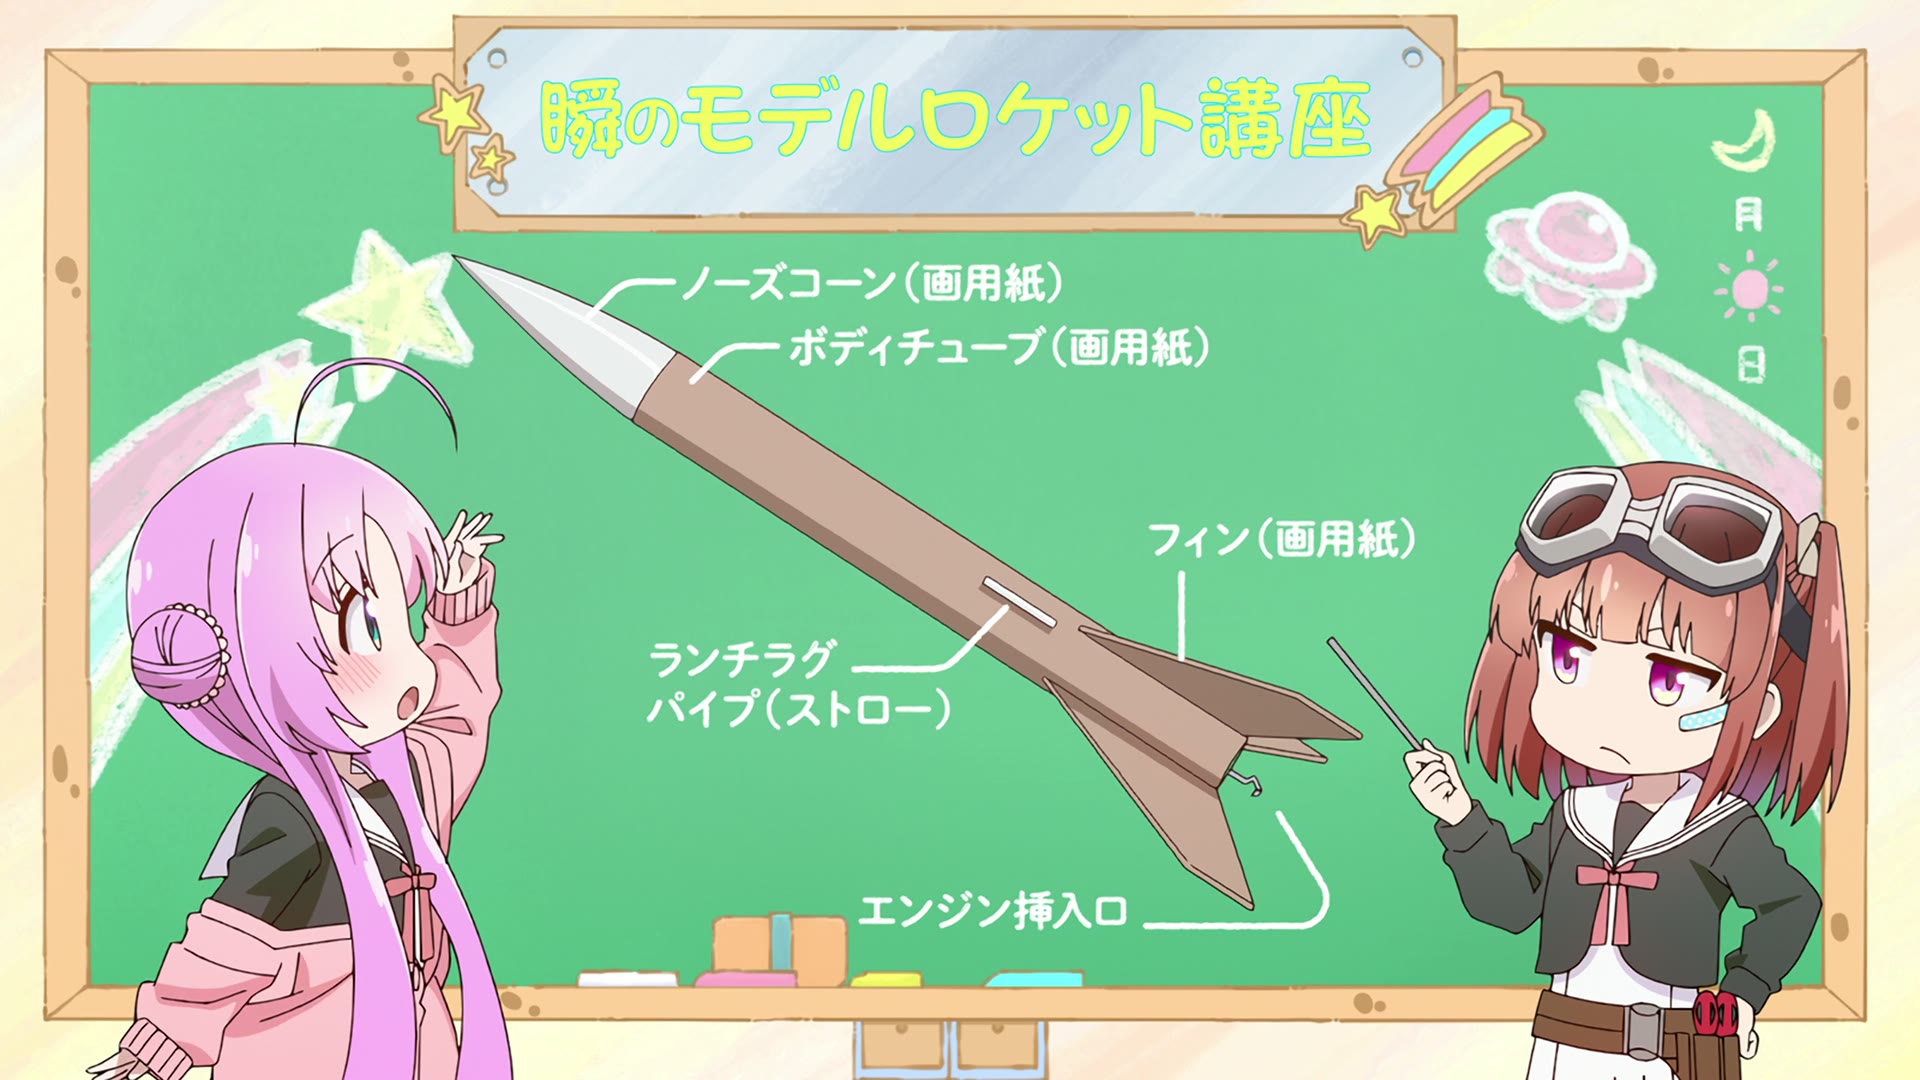 瞬のモデルロケット講座
ノーズコーン(画用紙)
ボディチューブ(画用紙)
フィン(画用紙)
ランチラグ
パイプ(ストロー)
エンジン挿入口
月
日